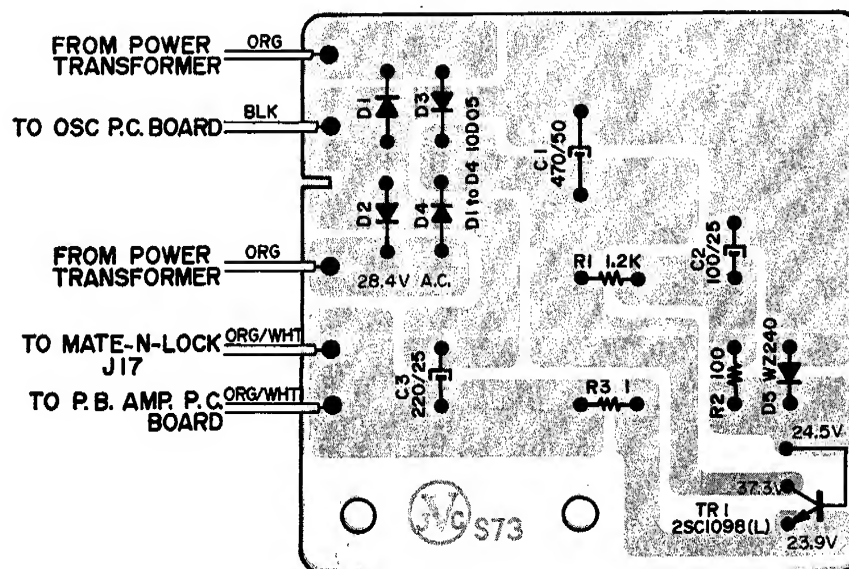 FROM POWER
TRANSFORMER
ORG
TO OSC P.C. BOARD
BLK
FROM POWER
TRANSFORMER
ORG
TO MATE-N-LOCK
J17
ORG/WHT
TO P.B. AMP. P.C.
BOARD
ORG/WHT
D1
D3
D2
D4
D1 to D4 10D05
28.4V A.C.
C1
470/50
R1 1.2K
C2
100/25
C3
220/25
R3 1
R2 100
D5 WZ240
24.5V
37.3V
TR1
2SC1098(L)
23.9V
JVC
S73